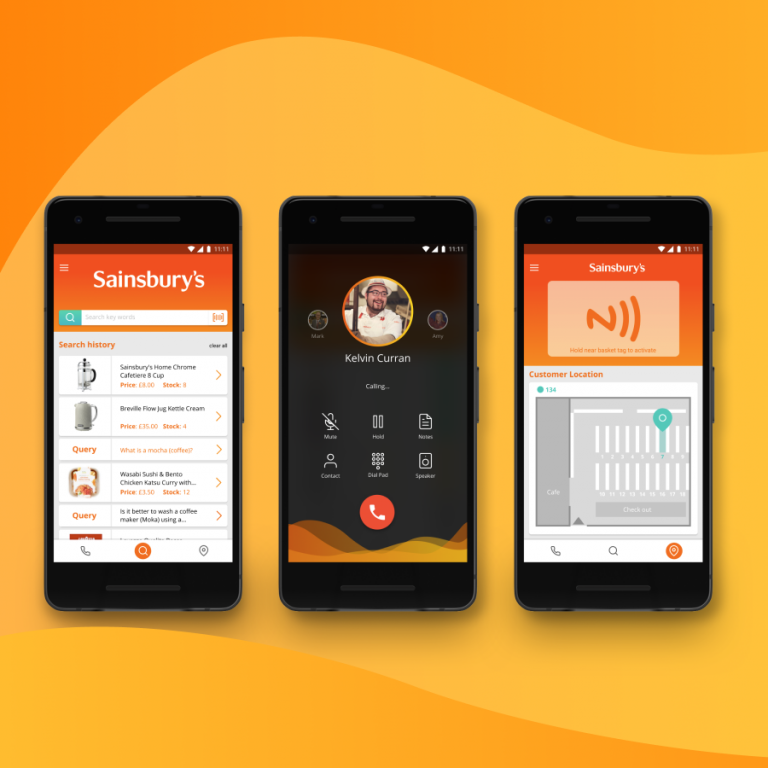 11:11
Sainsbury's
Search key words
Search history
clear all
Sainsbury's Home Chrome
Cafetiere 8 Cup
Price: £8.00 Stock: 8
Breville Flow Jug Kettle Cream
Price: £35.00 Stock: 4
Query
What is a mocha (coffee)?
Wasabi Sushi & Bento
Chicken Katsu Curry with...
Price: £3.50 Stock: 12
Query
Is it better to wash a coffee
maker (Moka) using a...
11:11
Mark
Amy
Kelvin Curran
Calling...
Mute
Hold
Notes
Contact
Dial Pad
Speaker
11:11
Sainsbury's
Hold near basket tag to activate
Customer Location
134
1 2 3 4 5 6 7 8 9
Cafe
10 11 12 13 14 15 16 17 18
Check out